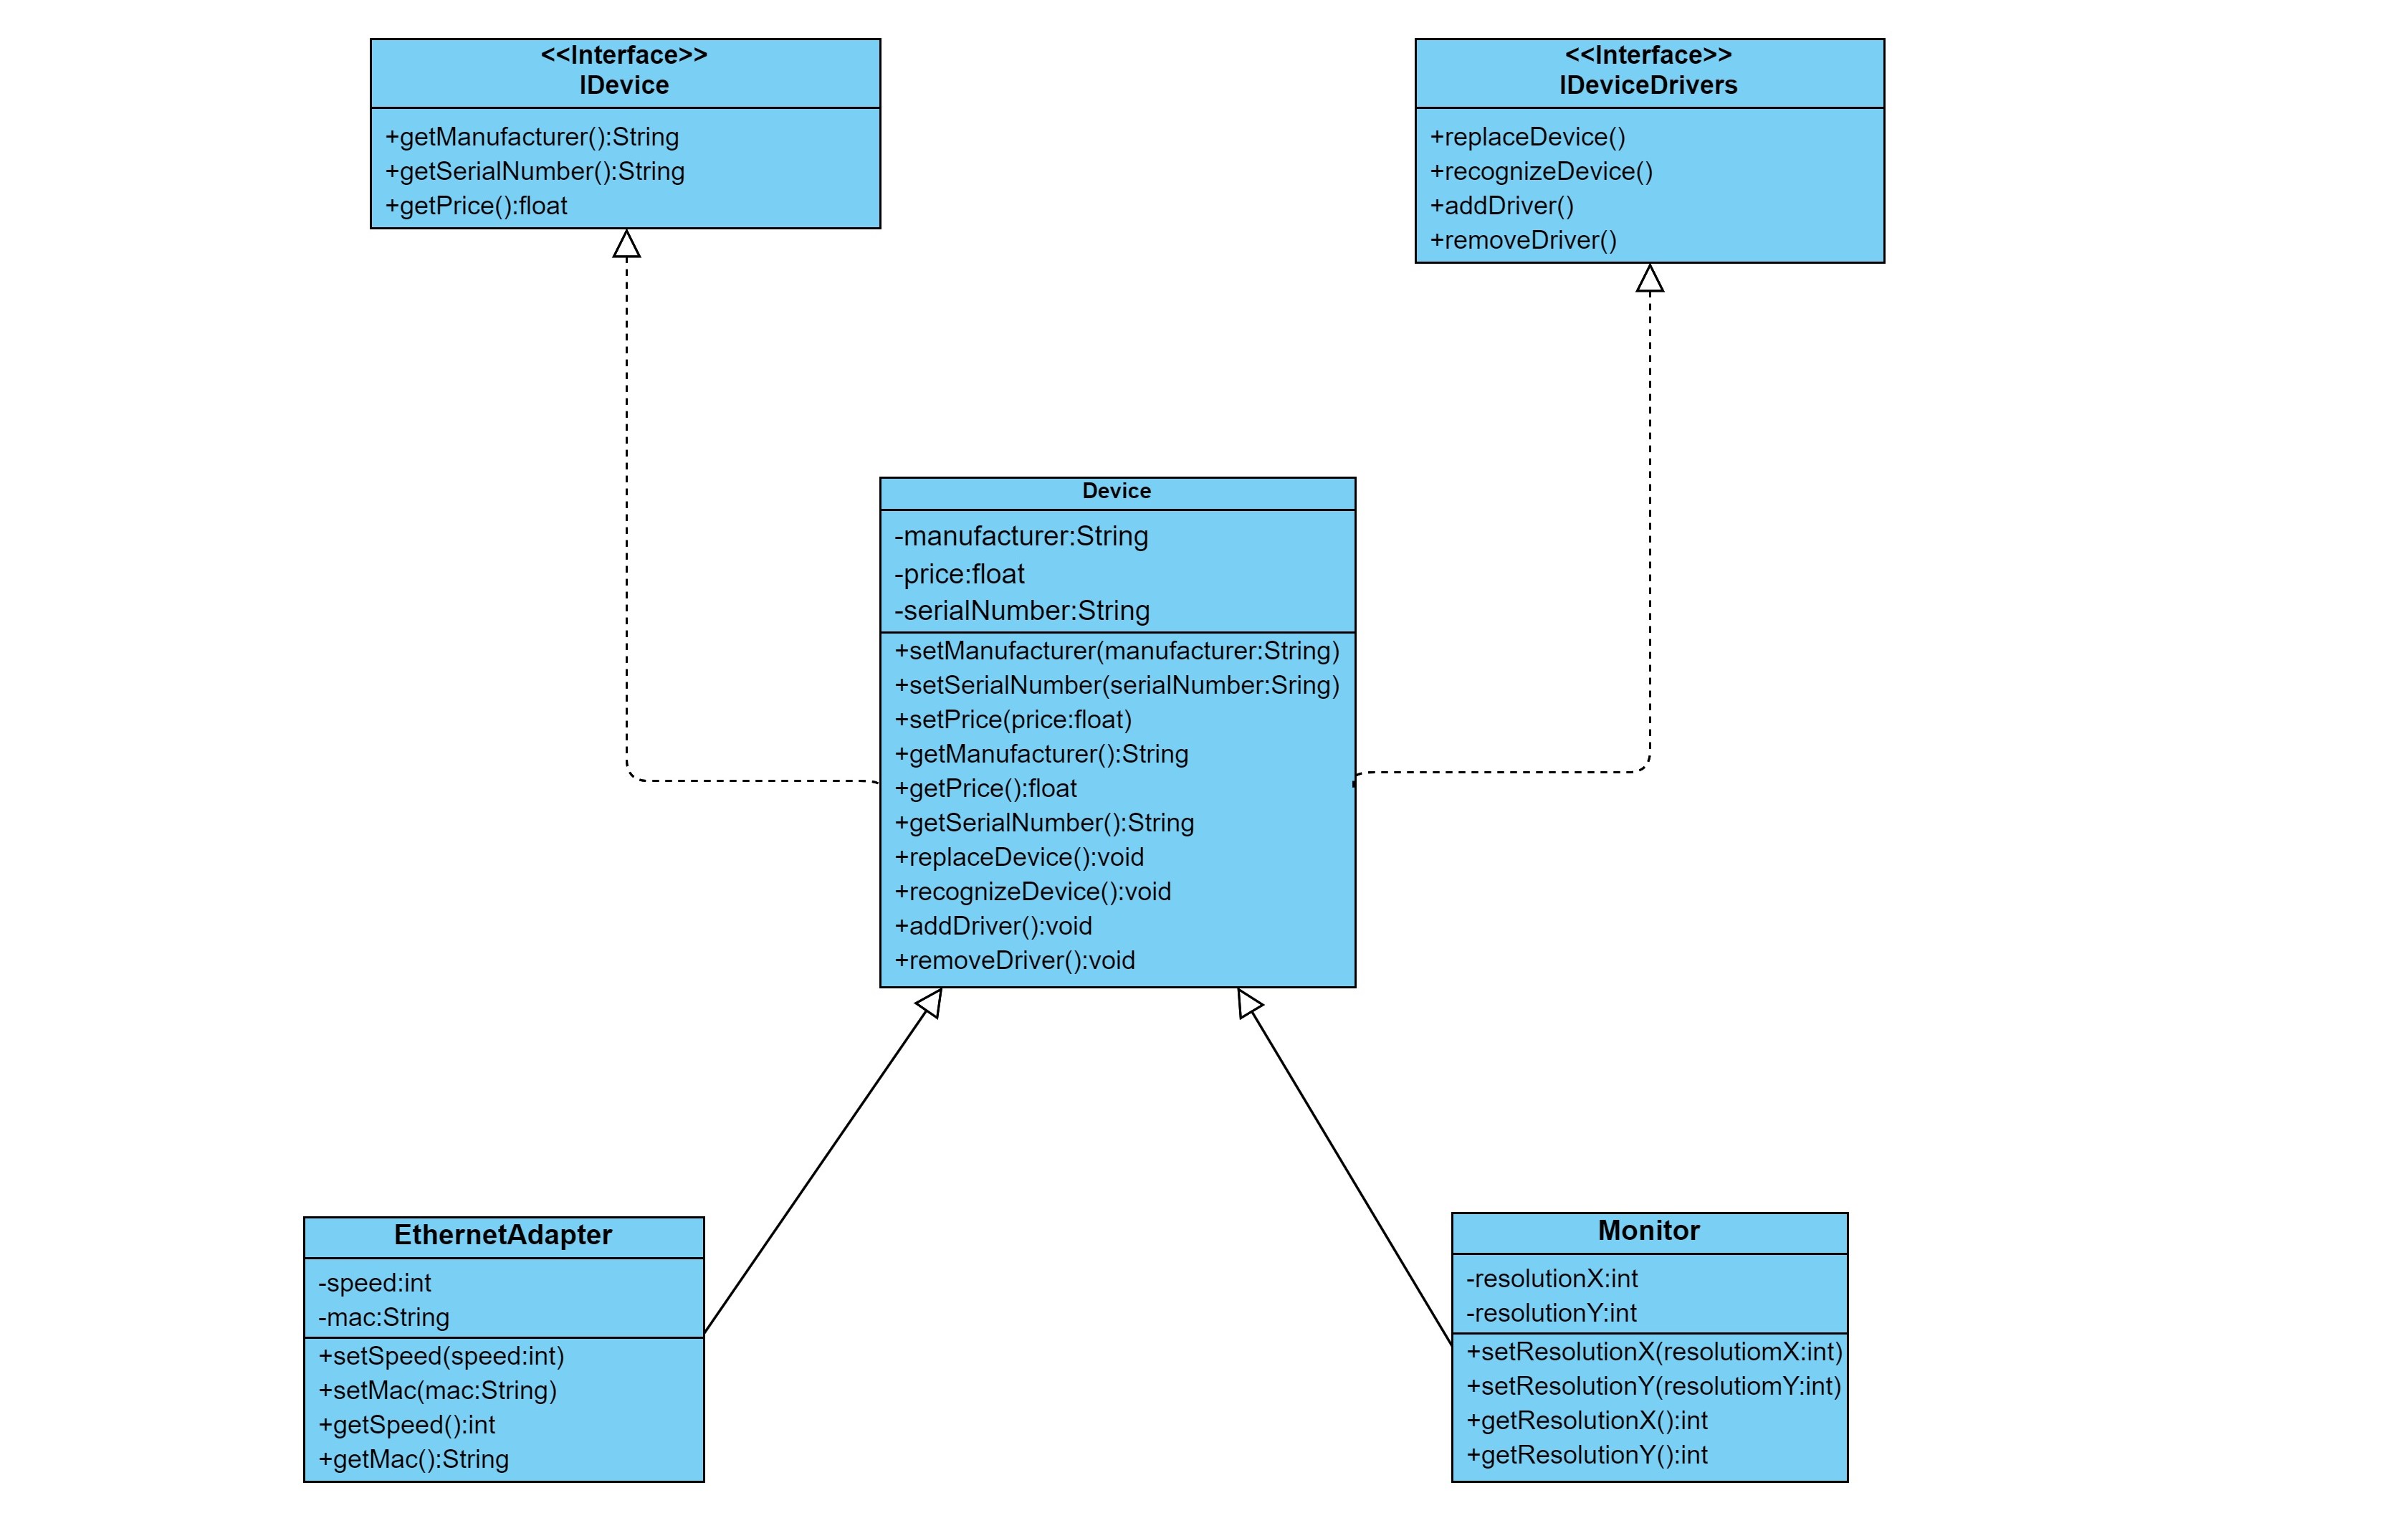 <<Interface>>
IDevice
+getManufacturer():String
+getSerialNumber():String
+getPrice():float
<<Interface>>
IDeviceDrivers
+replaceDevice()
+recognizeDevice()
+addDriver()
+removeDriver()
Device
-manufacturer:String
-price:float
-serialNumber:String
+setManufacturer(manufacturer:String)
+setSerialNumber(serialNumber:Sring)
+setPrice(price:float)
+getManufacturer():String
+getPrice():float
+getSerialNumber():String
+replaceDevice():void
+recognizeDevice():void
+addDriver():void
+removeDriver():void
EthernetAdapter
-speed:int
-mac:String
+setSpeed(speed:int)
+setMac(mac:String)
+getSpeed():int
+getMac():String
Monitor
-resolutionX:int
-resolutionY:int
+setResolutionX(resolutiomX:int)
+setResolutionY(resolutiomY:int)
+getResolutionX():int
+getResolutionY():int